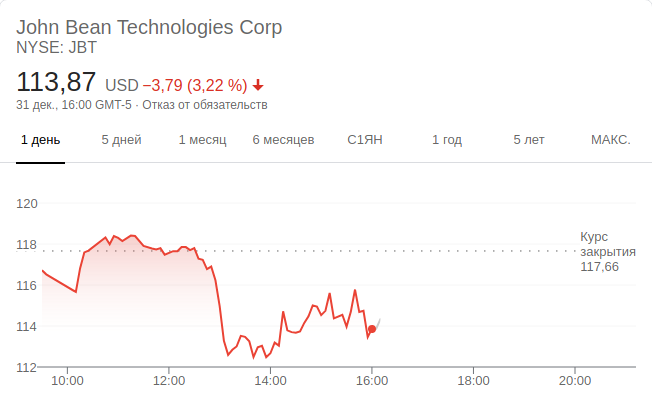 John Bean Technologies Corp
NYSE: JBT
113,87 USD −3,79 (3,22 %)
31 дек., 16:00 GMT-5 · Отказ от обязательств
1 день 5 дней 1 месяц 6 месяцев С1ЯН 1 год 5 лет МАКС.
120
118
116
114
112
Курс
закрытия
117,66
10:00 12:00 14:00 16:00 18:00 20:00